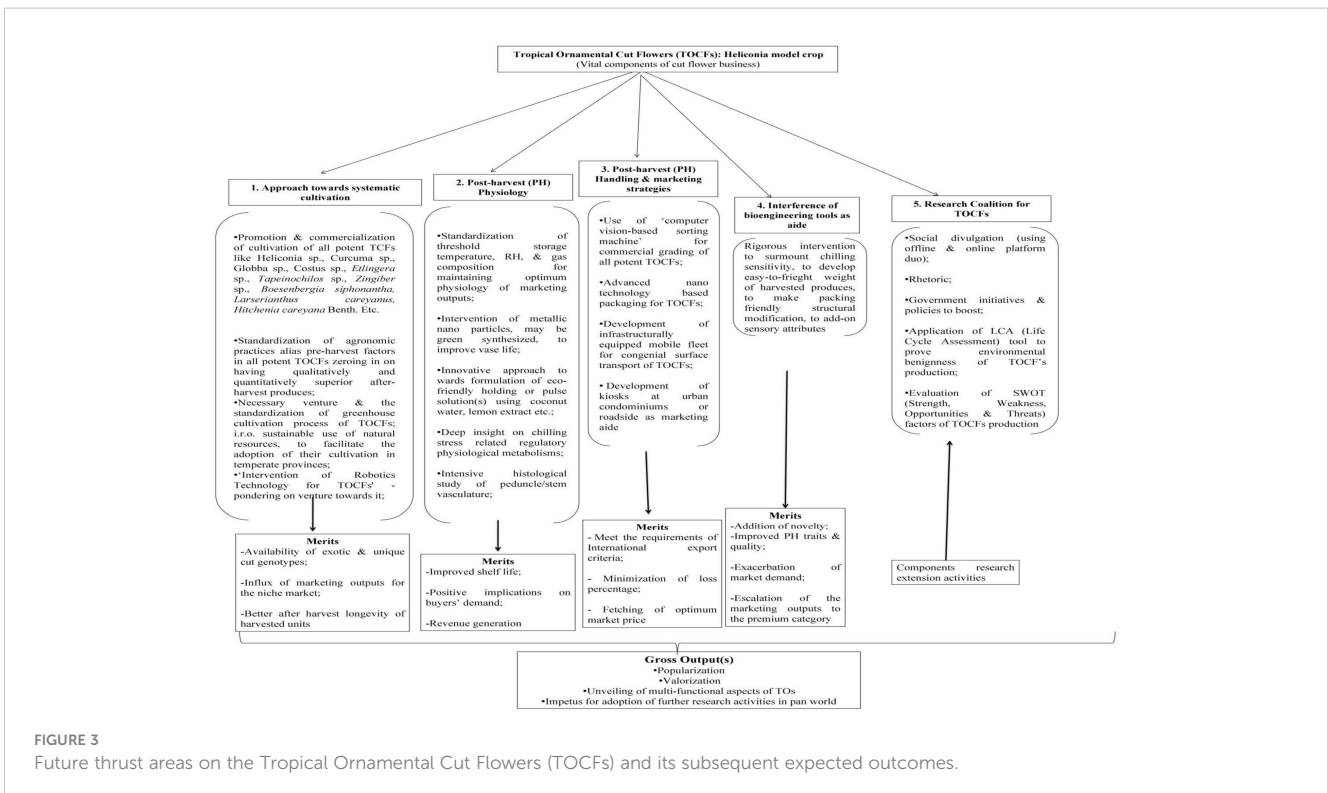 Tropical Ornamental Cut Flowers (TOCFs): Heliconia model crop
(Vital components of cut flower business)
1. Approach towards systematic
cultivation
•Promotion & commercialization
of cultivation of all potent TCFs
like Heliconia sp., Curcuma sp.,
Globba sp., Costus sp., Etlingera
sp., Tapeinochilos sp., Zingiber
sp., Boesenbergia siphonantha,
Larserianthus careyanus,
Hitchenia careyana Benth. Etc.
•Standardization of agronomic
practices alias pre-harvest factors
in all potent TOCFs zeroing in on
having qualitatively and
quantitatively superior after-
harvest produces;
•Necessary venture & the
standardization of greenhouse
cultivation process of TOCFs;
i.r.o. sustainable use of natural
resources, to facilitate the
adoption of their cultivation in
temperate provinces;
•'Intervention of Robotics
Technology for TOCFs' -
pondering on venture towards it;
Merits
-Availability of exotic & unique
cut genotypes;
-Influx of marketing outputs for
the niche market;
-Better after harvest longevity of
harvested units
2. Post-harvest (PH)
Physiology
•Standardization of
threshold storage
temperature, RH, & gas
composition for
maintaining optimum
physiology of marketing
outputs;
•Intervention of metallic
nano particles, may be
green synthesized, to
improve vase life;
•Innovative approach to
wards formulation of eco-
friendly holding or pulse
solution(s) using coconut
water, lemon extract etc.;
•Deep insight on chilling
stress related regulatory
physiological metabolisms;
•Intensive histological
study of peduncle/stem
vasculature;
Merits
-Improved shelf life;
-Positive implications on
buyers' demand;
-Revenue generation
3. Post-harvest (PH)
Handling & marketing
strategies
•Use of 'computer
vision-based sorting
machine' for
commercial grading of
all potent TOCFs;
•Advanced nano
technology based
packaging for TOCFs;
•Development of
infrastructurally
equipped mobile fleet
for congenial surface
transport of TOCFs;
• Development of
kiosks at urban
condominiums or
roadside as marketing
aide
Merits
- Meet the requirements of
International export
criteria;
- Minimization of loss
percentage;
- Fetching of optimum
market price
4. Interference of
bioengineering tools as
aide
Rigorous intervention
to surmount chilling
sensitivity, to develop
easy-to-frieght weight
of harvested produces,
to make packing
friendly structural
modification, to add-on
sensory attributes
Merits
-Addition of novelty;
-Improved PH traits &
quality;
-Exacerbation of
market demand;
-Escalation of the
marketing outputs to
the premium category
5. Research Coalition for
TOCFs
•Social divulgation (using
offline & online platform
duo);
•Rhetoric;
•Government initiatives &
policies to boost;
•Application of LCA (Life
Cycle Assessment) tool to
prove environmental
benignness of TOCF's
production;
•Evaluation of SWOT
(Strength, Weakness,
Opportunities & Threats)
factors of TOCFs production
Components research
extension activities
Gross Output(s)
•Popularization
•Valorization
•Unveiling of multi-functional aspects of TOs
•Impetus for adoption of further research activities in pan world
FIGURE 3
Future thrust areas on the Tropical Ornamental Cut Flowers (TOCFs) and its subsequent expected outcomes.